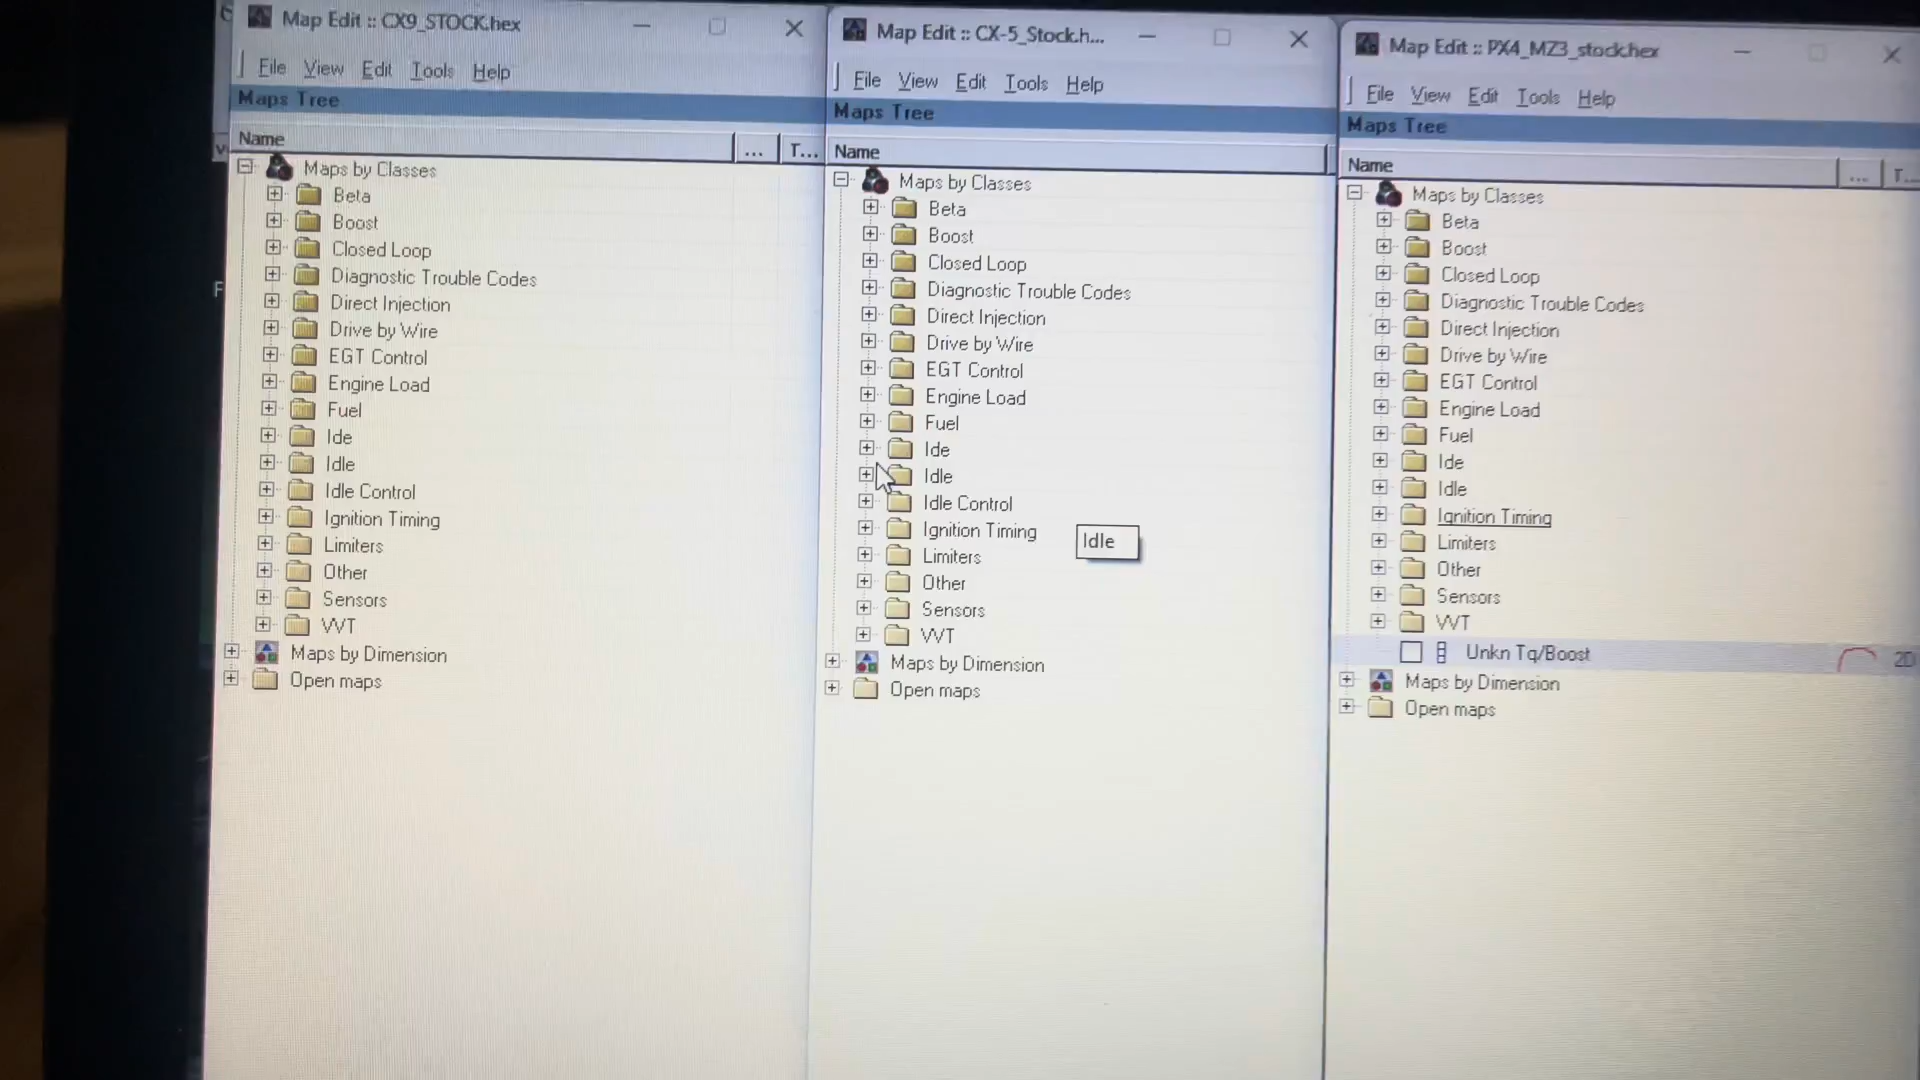 Map Edit :: CX9_STOCK.hex
File View Edit Tools Help
Maps Tree
Name ... T...
Maps by Classes
Beta
Boost
Closed Loop
Diagnostic Trouble Codes
Direct Injection
Drive by Wire
EGT Control
Engine Load
Fuel
Ide
Idle
Idle Control
Ignition Timing
Limiters
Other
Sensors
VVT
Maps by Dimension
Open maps
Map Edit :: CX-5_Stock.h...
File View Edit Tools Help
Maps Tree
Name
Maps by Classes
Beta
Boost
Closed Loop
Diagnostic Trouble Codes
Direct Injection
Drive by Wire
EGT Control
Engine Load
Fuel
Ide
Idle
Idle Control
Ignition Timing
Idle
Limiters
Other
Sensors
VVT
Maps by Dimension
Open maps
Map Edit :: PX4_MZ3_stock.hex
File View Edit Tools Help
Maps Tree
Name ... T...
Maps by Classes
Beta
Boost
Closed Loop
Diagnostic Trouble Codes
Direct Injection
Drive by Wire
EGT Control
Engine Load
Fuel
Ide
Idle
Ignition Timing
Limiters
Other
Sensors
VVT
Unkn Tq/Boost 2D
Maps by Dimension
Open maps